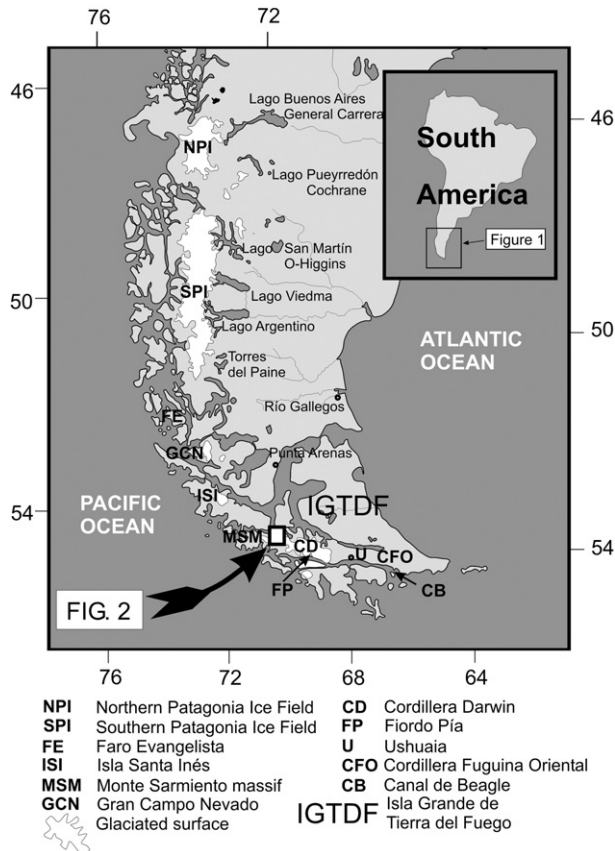 76
72
46
46
Lago Buenos Aires
General Carrera
South
America
NPI
Lago Pueyrredón
Cochrane
Figure 1
Lago San Martín
O-Higgins
50
SPI
Lago Viedma
50
Lago Argentino
ATLANTIC
OCEAN
Torres
del Paine
FE
Río Gallegos
GCN
Punta Arenas
PACIFIC
OCEAN
ISI
IGTDF
54
54
MSM
CD
U
CFO
FP
CB
FIG. 2
76
72
68
64
NPI Northern Patagonia Ice Field
SPI Southern Patagonia Ice Field
FE Faro Evangelista
ISI Isla Santa Inés
MSM Monte Sarmiento massif
GCN Gran Campo Nevado
Glaciated surface
CD Cordillera Darwin
FP Fiordo Pía
U Ushuaia
CFO Cordillera Fuguina Oriental
CB Canal de Beagle
IGTDF Isla Grande de
Tierra del Fuego